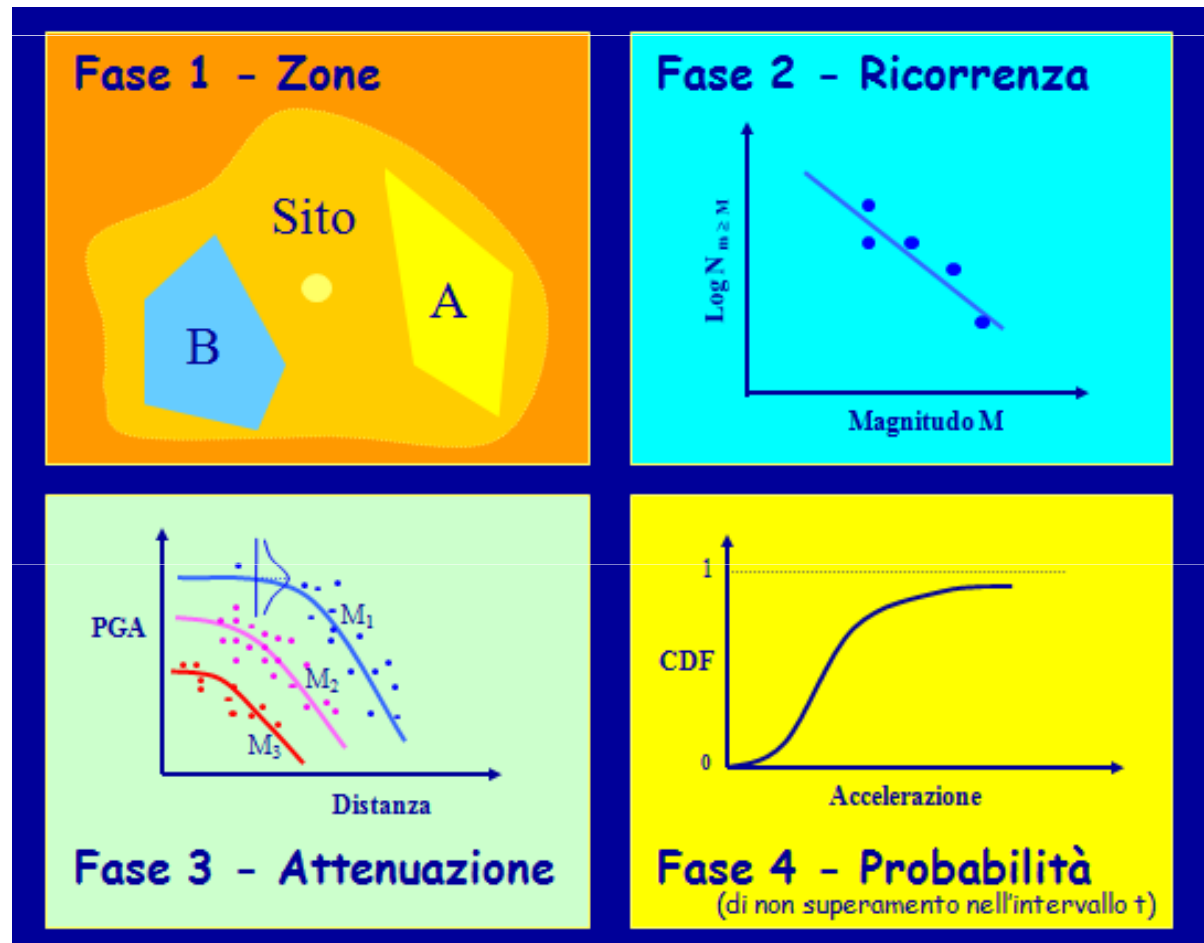 Fase 1 - Zone
Sito
A
B
Fase 2 - Ricorrenza
Log N m ≥ M
Magnitudo M
PGA
M₁
M₂
M₃
Distanza
Fase 3 - Attenuazione
1
CDF
0
Accelerazione
Fase 4 - Probabilità
(di non superamento nell'intervallo t)